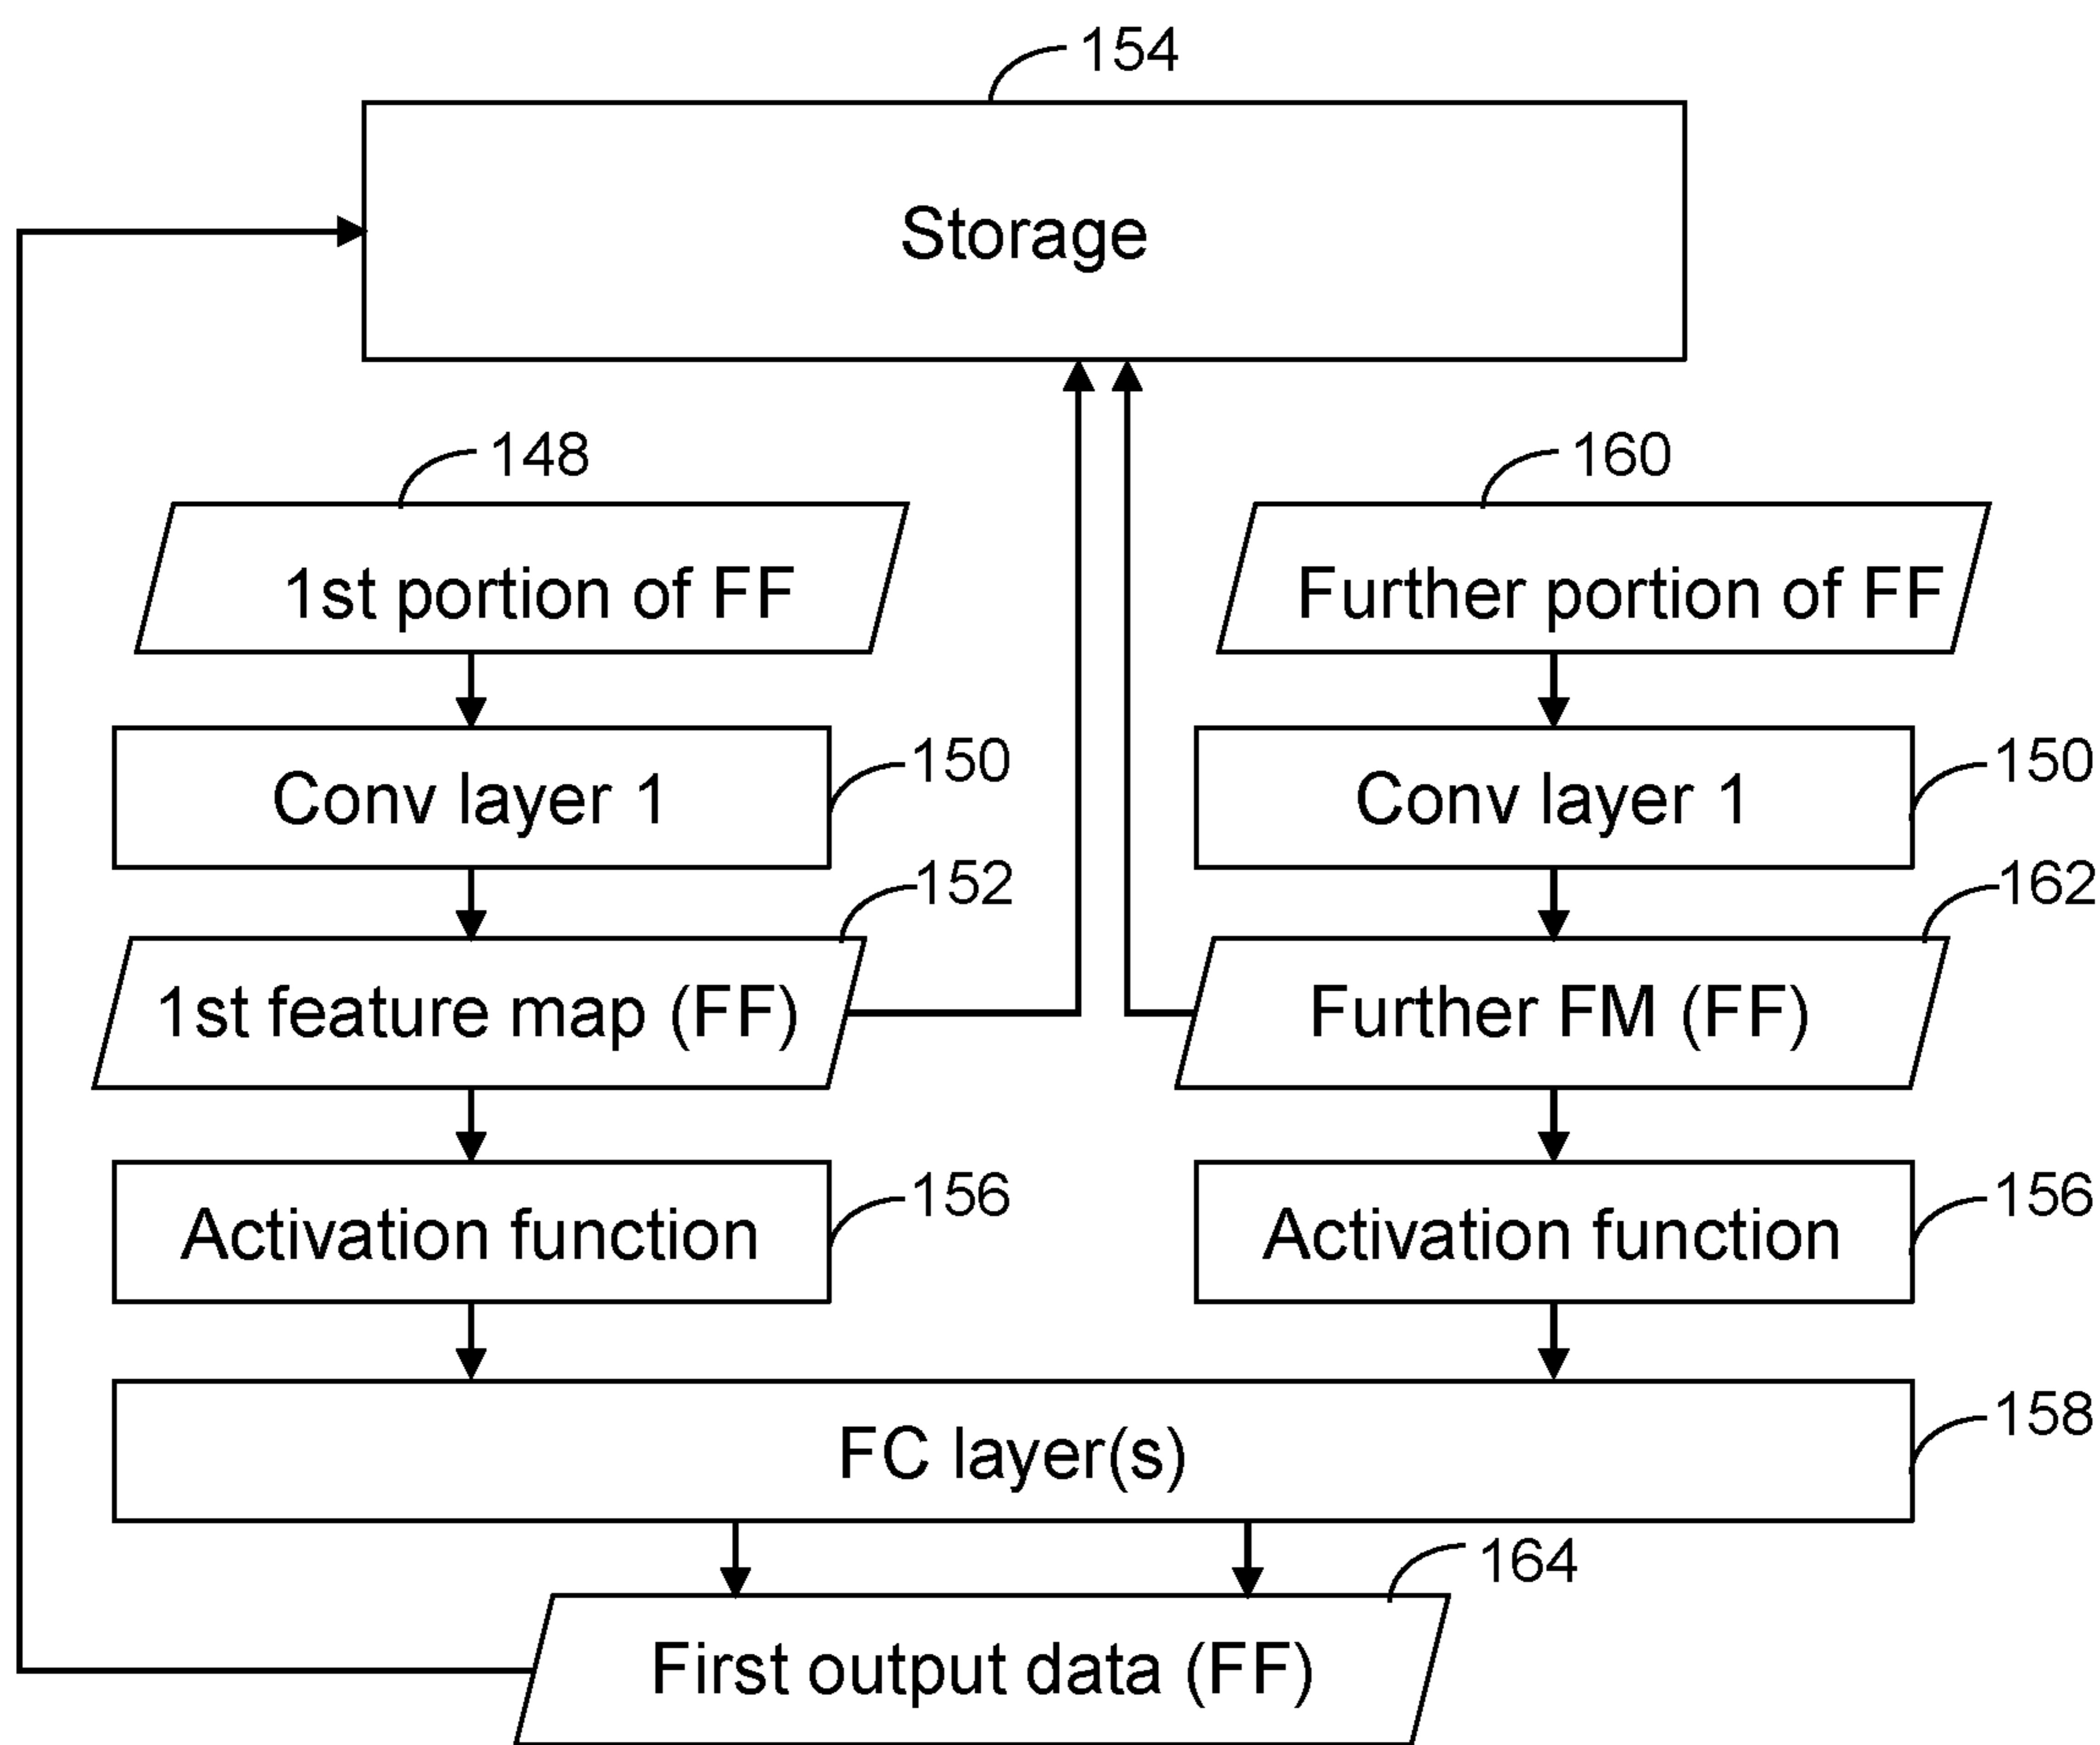 154
Storage
148
160
1st portion of FF
Further portion of FF
150
150
Conv layer 1
Conv layer 1
152
162
1st feature map (FF)
Further FM (FF)
156
156
Activation function
Activation function
158
FC layer(s)
164
First output data (FF)